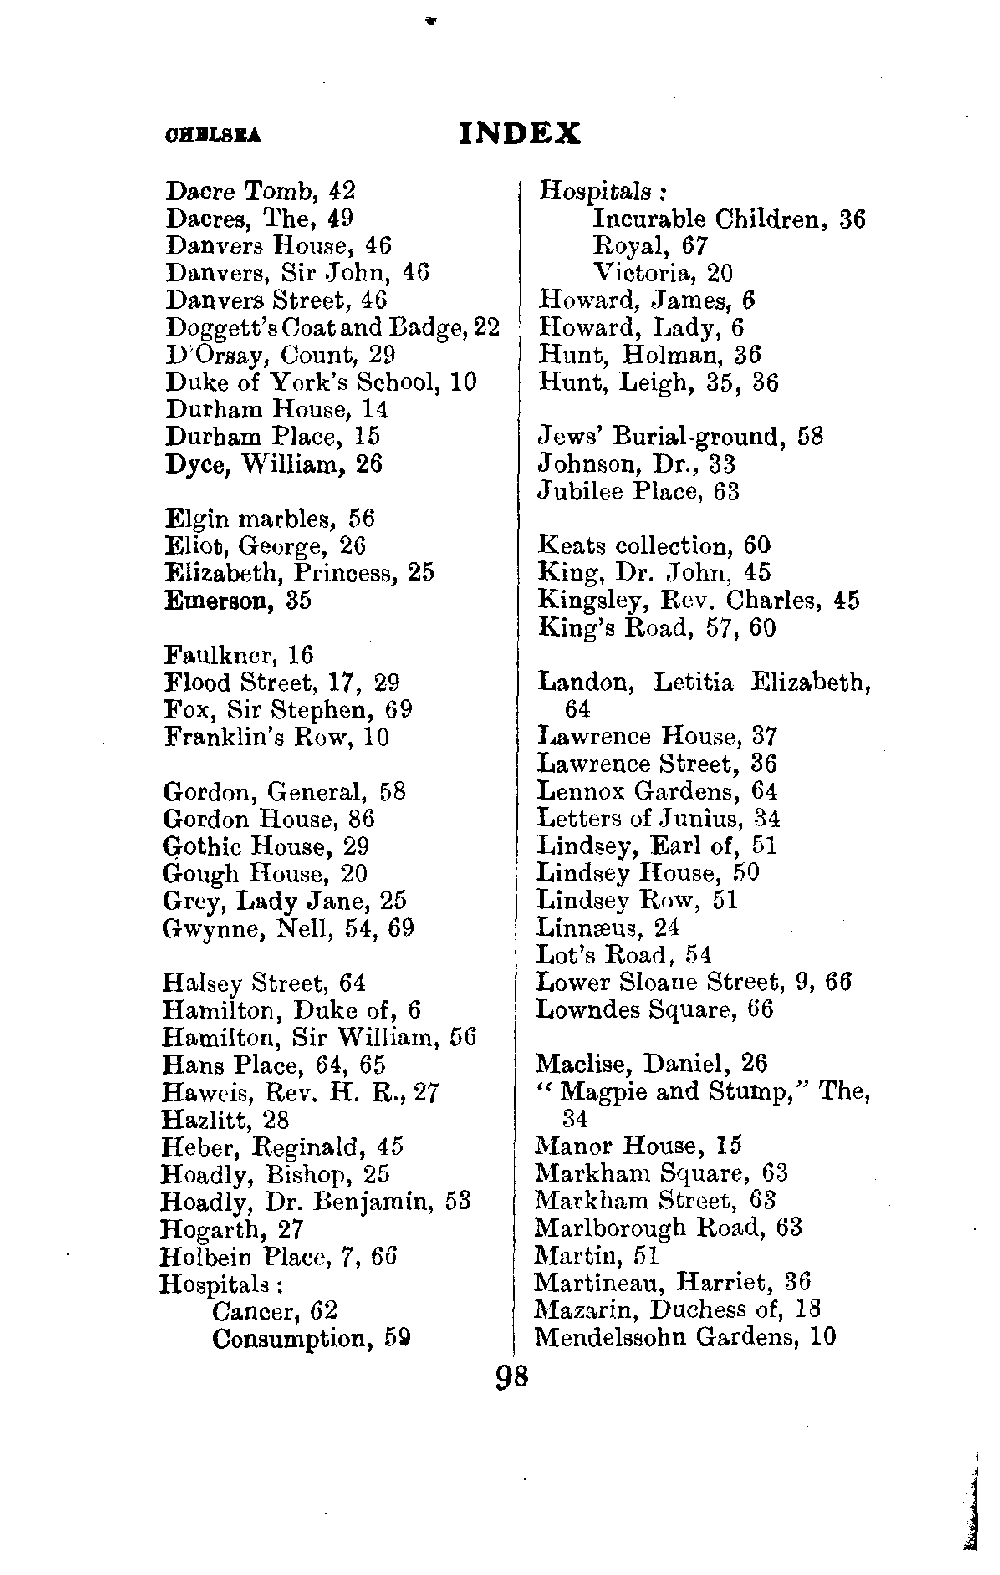 CHELSEA
INDEX
Dacre Tomb, 42
Dacres, The, 49
Danvers House, 46
Danvers, Sir John, 46
Danvers Street, 46
Doggett's Coat and Badge, 22
D'Orsay, Count, 29
Duke of York's School, 10
Durham House, 14
Durham Place, 15
Dyce, William, 26
Elgin marbles, 56
Eliot, George, 26
Elizabeth, Princess, 25
Emerson, 35
Faulkner, 16
Flood Street, 17, 29
Fox, Sir Stephen, 69
Franklin's Row, 10
Gordon, General, 58
Gordon House, 86
Gothic House, 29
Gough House, 20
Grey, Lady Jane, 25
Gwynne, Nell, 54, 69
Halsey Street, 64
Hamilton, Duke of, 6
Hamilton, Sir William, 56
Hans Place, 64, 65
Haweis, Rev. H. R., 27
Hazlitt, 28
Heber, Reginald, 45
Hoadly, Bishop, 25
Hoadly, Dr. Benjamin, 53
Hogarth, 27
Holbein Place, 7, 66
Hospitals:
Cancer, 62
Consumption, 59
Hospitals:
Incurable Children, 36
Royal, 67
Victoria, 20
Howard, James, 6
Howard, Lady, 6
Hunt, Holman, 36
Hunt, Leigh, 35, 36
Jews' Burial-ground, 58
Johnson, Dr., 33
Jubilee Place, 63
Keats collection, 60
King, Dr. John, 45
Kingsley, Rev. Charles, 45
King's Road, 57, 60
Landon, Letitia Elizabeth,
64
Lawrence House, 37
Lawrence Street, 36
Lennox Gardens, 64
Letters of Junius, 34
Lindsey, Earl of, 51
Lindsey House, 50
Lindsey Row, 51
Linnæus, 24
Lot's Road, 54
Lower Sloane Street, 9, 66
Lowndes Square, 66
Maclise, Daniel, 26
"Magpie and Stump," The,
34
Manor House, 15
Markham Square, 63
Markham Street, 63
Marlborough Road, 63
Martin, 51
Martineau, Harriet, 36
Mazarin, Duchess of, 18
Mendelssohn Gardens, 10
98